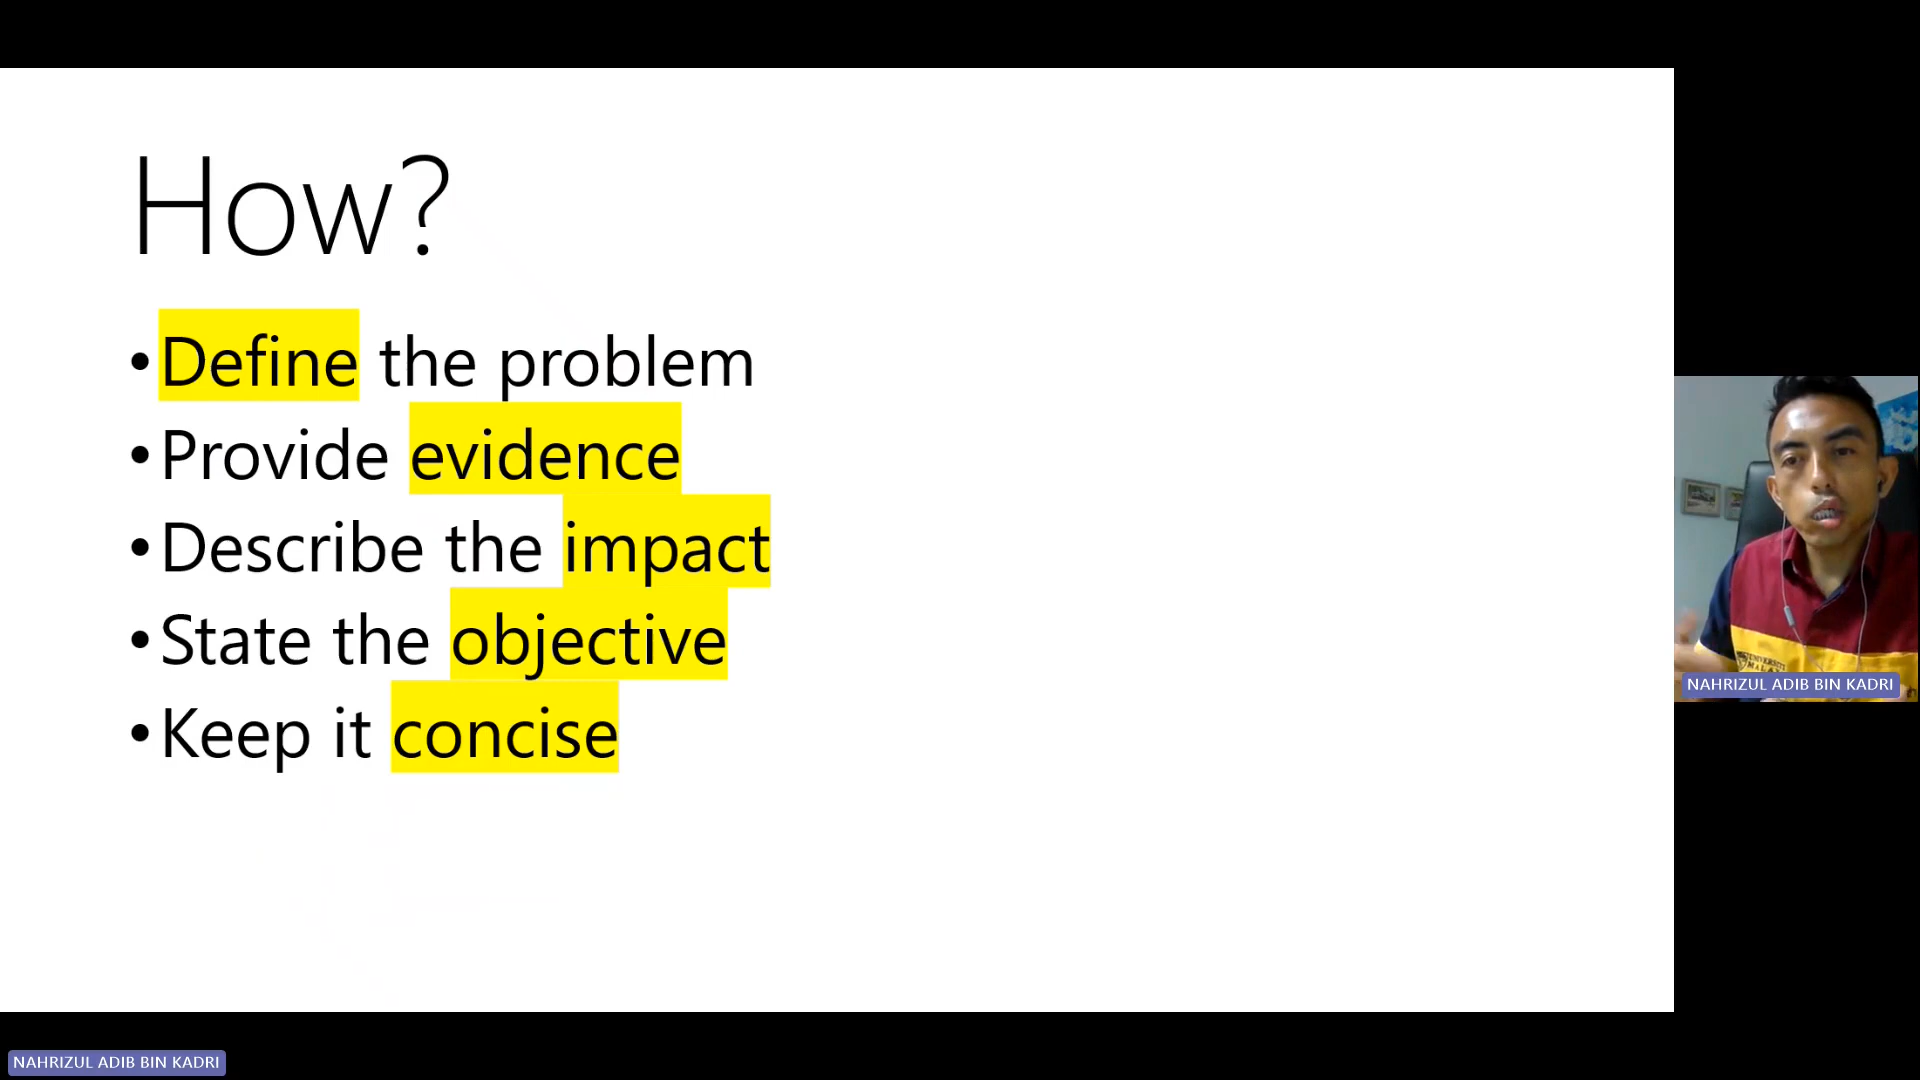 How?
•Define the problem
•Provide evidence
•Describe the impact
•State the objective
•Keep it concise
UNIVERSITI
NAHRIZUL ADIB BIN KADRI
NAHRIZUL ADIB BIN KADRI